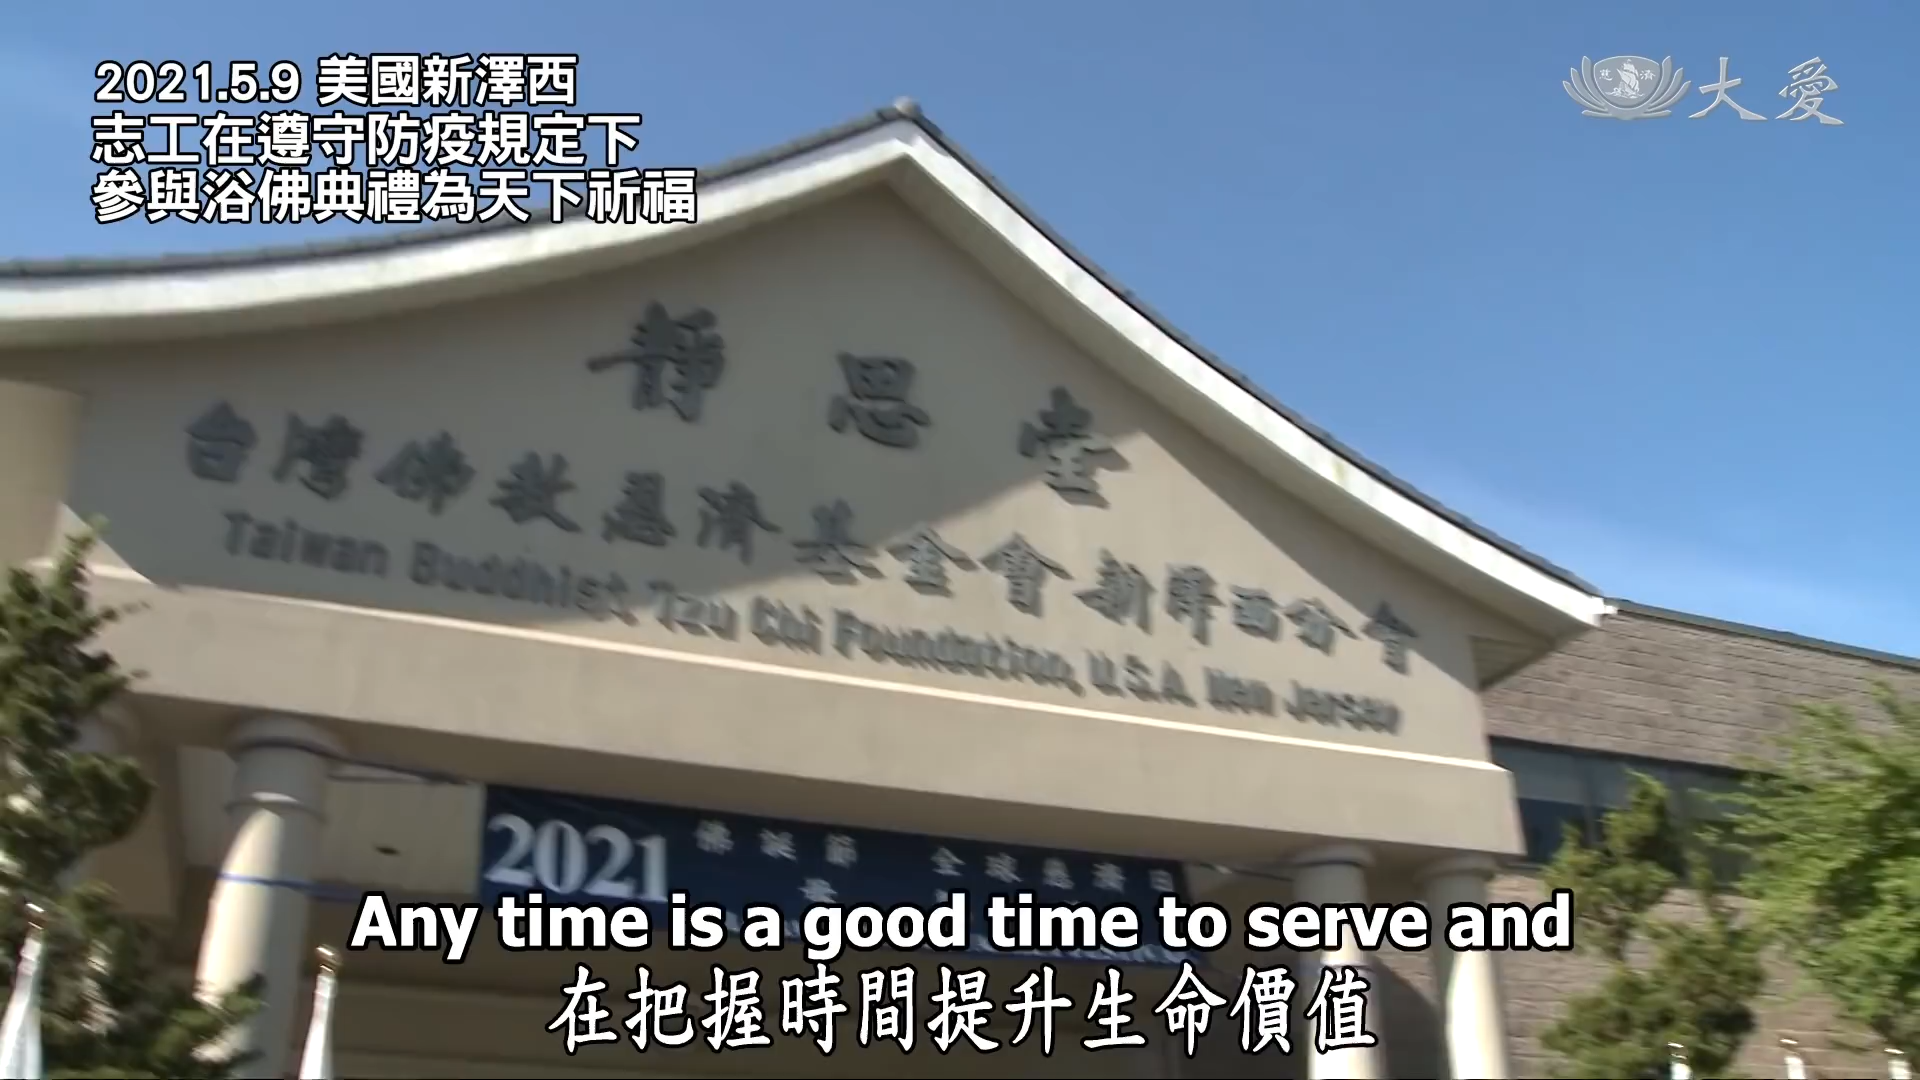 2021.5.9 美國新澤西
志工在遵守防疫規定下
參與浴佛典禮為天下祈福
慈濟 大愛
靜思堂
台灣佛教慈濟基金會新澤西分會
Taiwan Buddhist Tzu Chi Foundation, U.S.A. New Jersey
2021 佛誕節 全球慈濟日
Any time is a good time to serve and
在把握時間提升生命價值